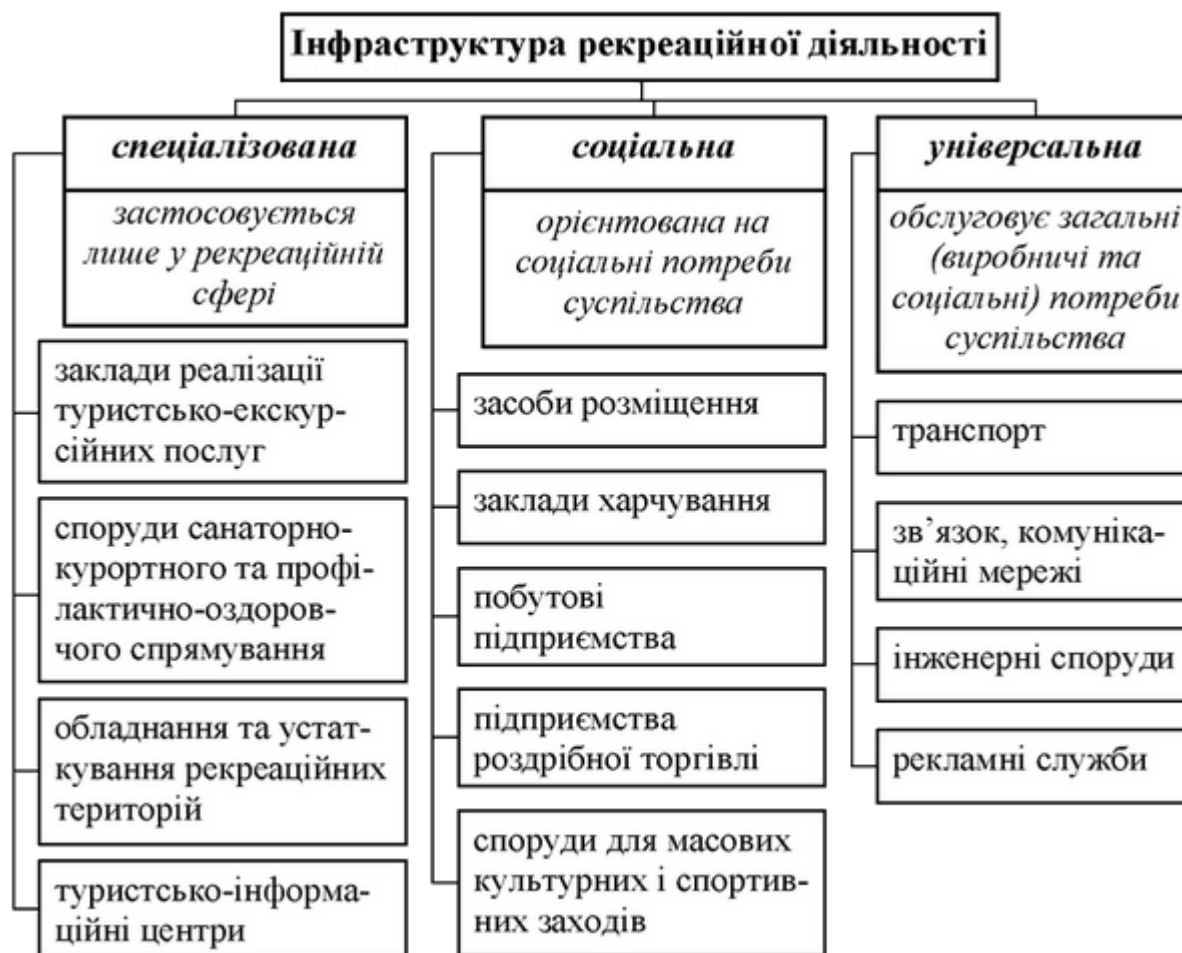 Інфраструктура рекреаційної діяльності
спеціалізована
застосовується
лише у рекреаційній
сфері
заклади реалізації
туристсько-екскур-
сійних послуг
споруди санаторно-
курортного та профі-
лактично-оздоров-
чого спрямування
обладнання та устат-
кування рекреаційних
територій
туристсько-інформа-
ційні центри
соціальна
орієнтована на
соціальні потреби
суспільства
засоби розміщення
заклади харчування
побутові
підприємства
підприємства
роздрібної торгівлі
споруди для масових
культурних і спортив-
них заходів
універсальна
обслуговує загальні
(виробничі та
соціальні) потреби
суспільства
транспорт
зв’язок, комуніка-
ційні мережі
інженерні споруди
рекламні служби